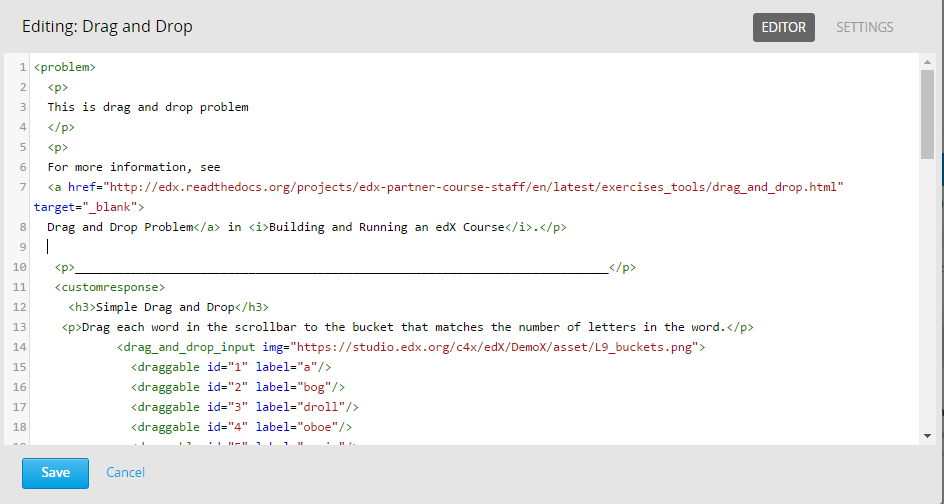 Editing: Drag and Drop
EDITOR
SETTINGS
1 <problem>
2 <p>
3 This is drag and drop problem
4 </p>
5 <p>
6 For more information, see
7 <a href="http://edx.readthedocs.org/projects/edx-partner-course-staff/en/latest/exercises_tools/drag_and_drop.html"
target="_blank">
8 Drag and Drop Problem</a> in <i>Building and Running an edX Course</i>.</p>
9
10 <p>_____________________________________________________________________________</p>
11 <customresponse>
12 <h3>Simple Drag and Drop</h3>
13 <p>Drag each word in the scrollbar to the bucket that matches the number of letters in the word.</p>
14 <drag_and_drop_input img="https://studio.edx.org/c4x/edX/DemoX/asset/L9_buckets.png">
15 <draggable id="1" label="a"/>
16 <draggable id="2" label="bog"/>
17 <draggable id="3" label="droll"/>
18 <draggable id="4" label="oboe"/>
Save
Cancel